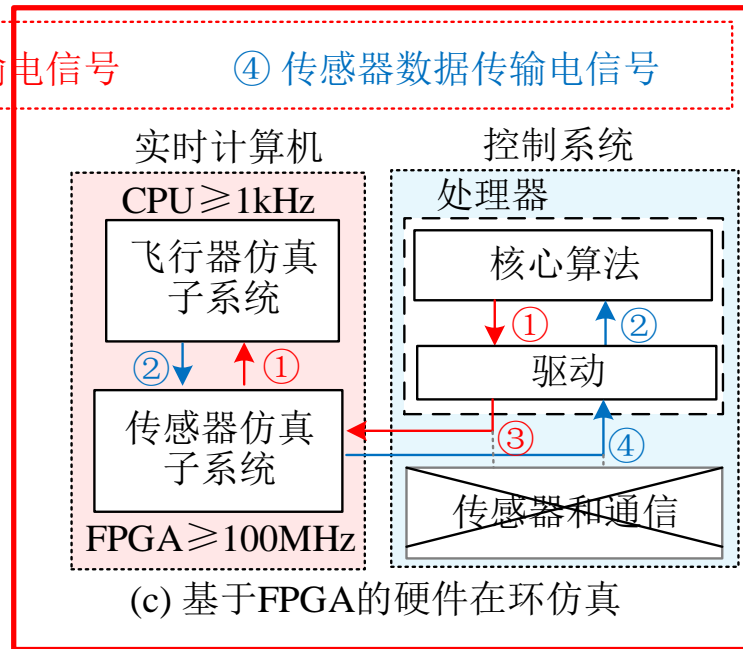 电信号 ④ 传感器数据传输电信号
实时计算机
控制系统
CPU≥1kHz
飞行器仿真
子系统
② ①
传感器仿真
子系统
FPGA≥100MHz
处理器
核心算法
① ②
驱动
③ ④
传感器和通信
(c) 基于FPGA的硬件在环仿真